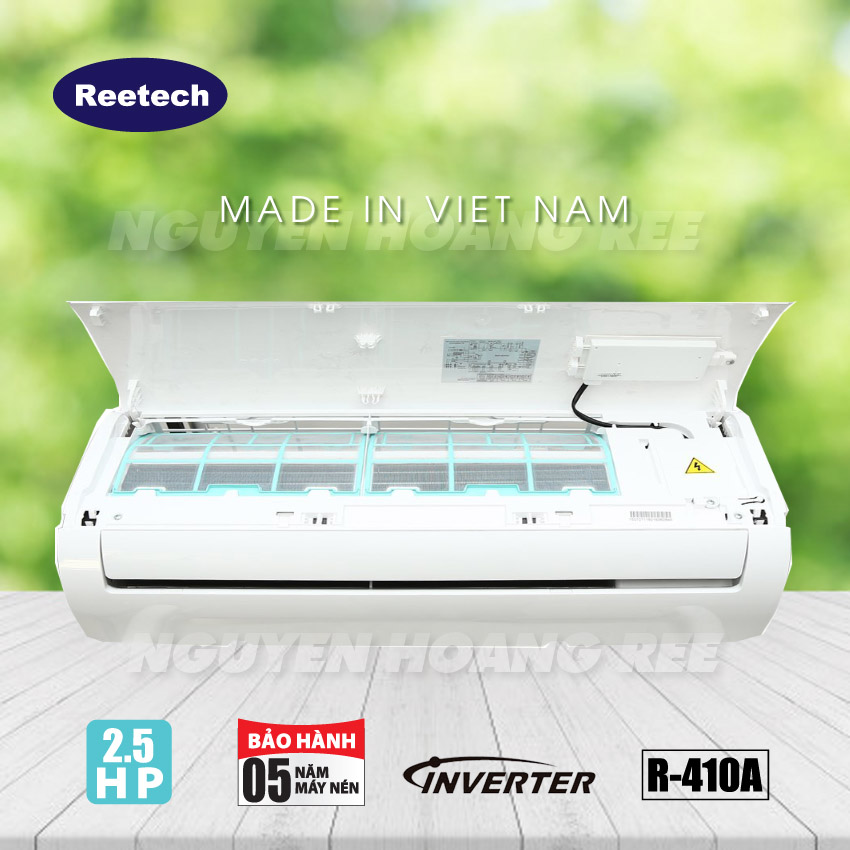 Reetech
MADE IN VIET NAM
NGUYEN HOANG REE
NGUYEN HOANG REE
2.5
HP
BẢO HÀNH
05 NĂM
MÁY NÉN
INVERTER
R-410A